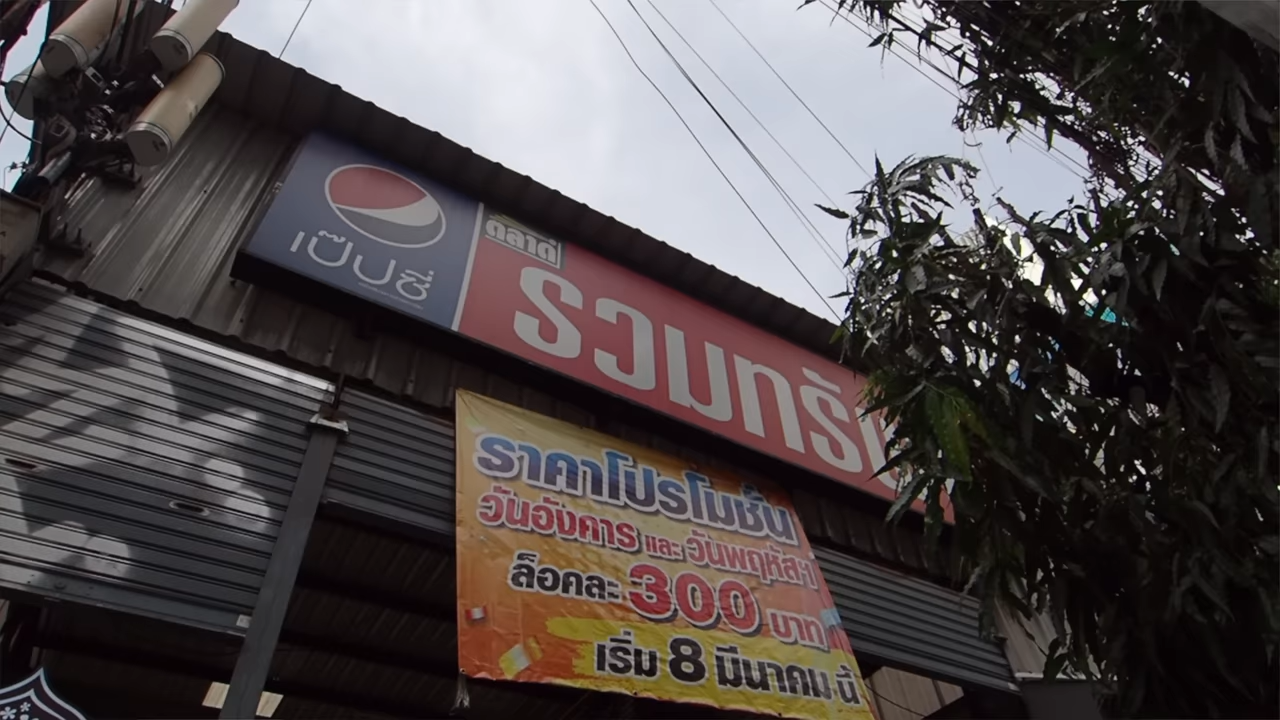 เป๊ปซี่
ตลาด
รวมทรัย
ราคาโปรโมชั่น
วันอังคาร และ วันพฤหัสฯ
ล็อคละ 300 บาท
เริ่ม 8 มีนาคม นี้